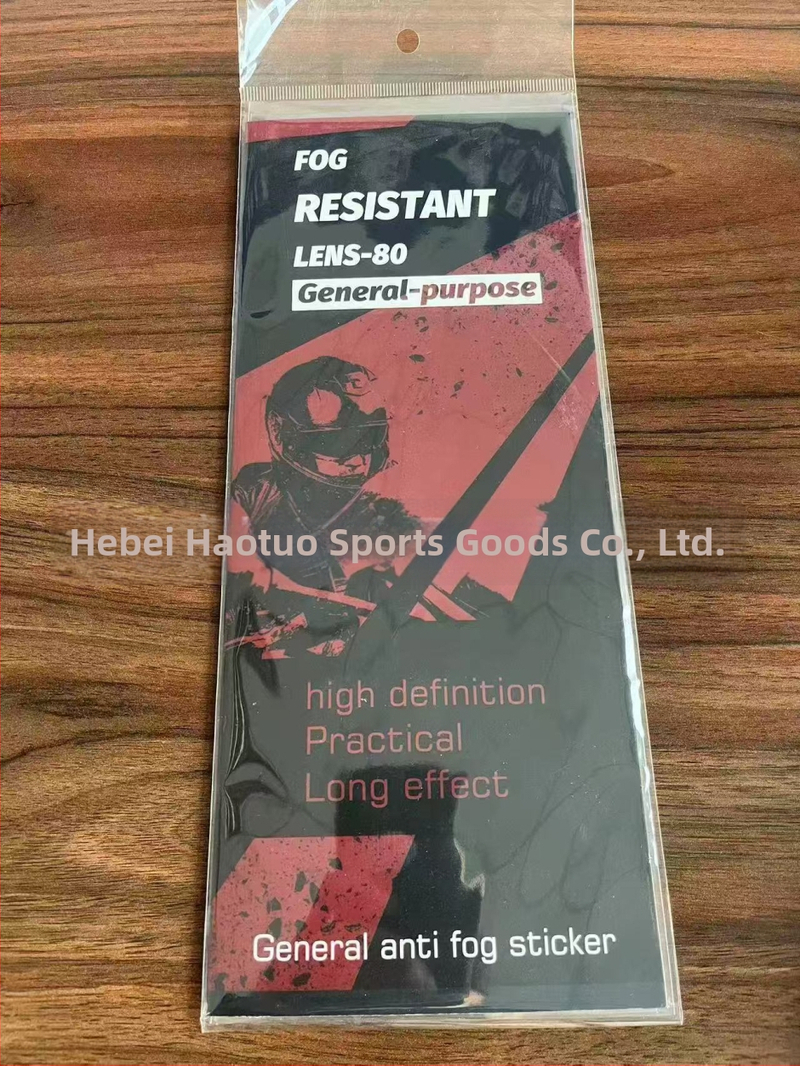 FOG
RESISTANT
LENS-80
General-purpose
Hebei Haotuo Sports Goods Co., Ltd.
high definition
Practical
Long effect
General anti fog sticker